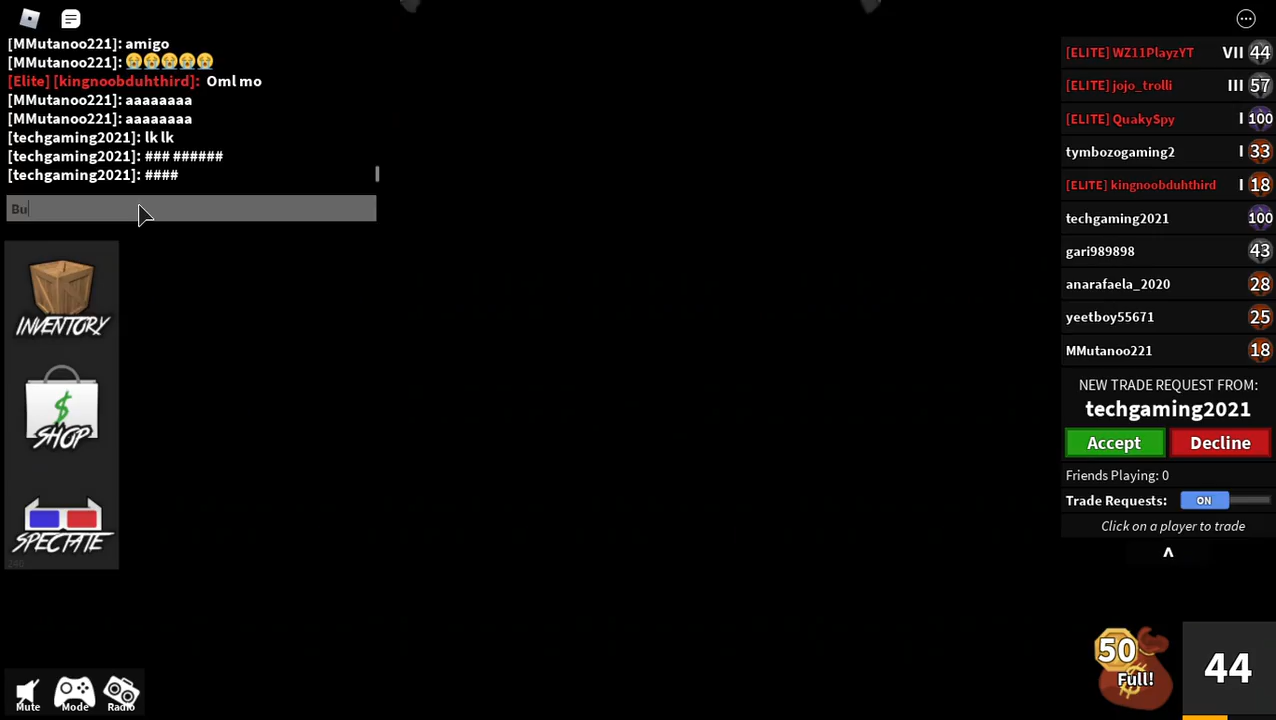 [MMutanoo221]: amigo
[MMutanoo221]: 😭😭😭😭😭
[Elite] [kingnoobduhthird]: Oml mo
[MMutanoo221]: aaaaaaaa
[MMutanoo221]: aaaaaaaa
[techgaming2021]: lk lk
[techgaming2021]: ### ######
[techgaming2021]: ####
Bu
INVENTORY
$
SHOP
SPECTATE
[ELITE] WZ11PlayzYT VII 44
[ELITE] jojo_trolli III 57
[ELITE] QuakySpy I 100
tymbozogaming2 I 33
[ELITE] kingnoobduhthird I 18
techgaming2021 100
gari989898 43
anarafaela_2020 28
yeetboy55671 25
MMutanoo221 18
NEW TRADE REQUEST FROM:
techgaming2021
Accept Decline
Friends Playing: 0
Trade Requests: ON
Click on a player to trade
^
50
Full!
44
Mute Mode Radio